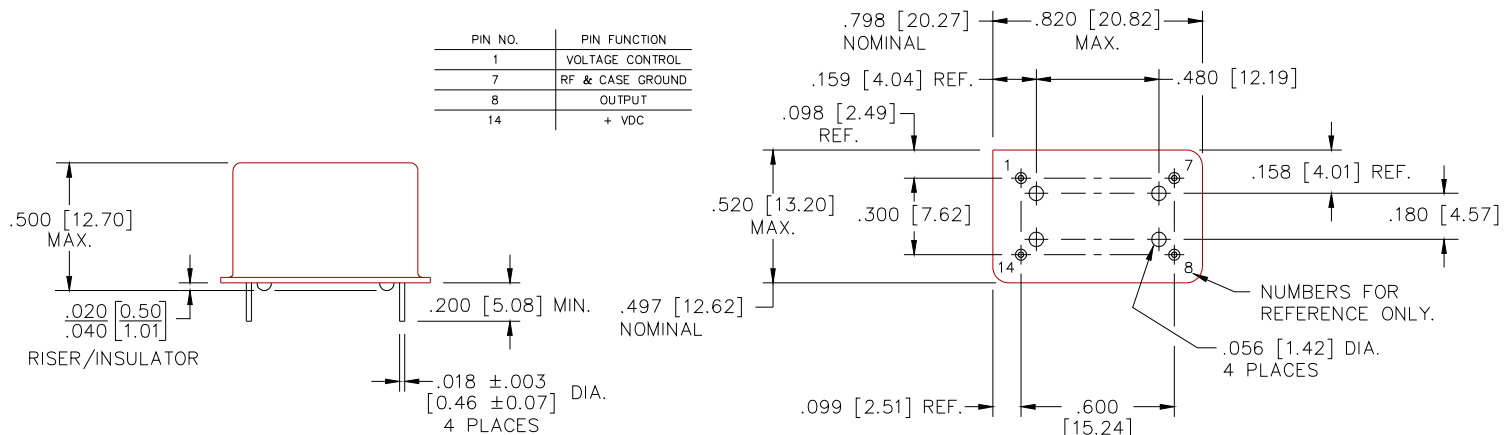 PIN NO. PIN FUNCTION
1 VOLTAGE CONTROL
7 RF & CASE GROUND
8 OUTPUT
14 + VDC
.500 [12.70]
MAX.
.020 [0.50]
.040 [1.01]
RISER/INSULATOR
.200 [5.08] MIN.
.018 ±.003
[0.46 ±0.07]
DIA.
4 PLACES
.798 [20.27]
NOMINAL
.820 [20.82]
MAX.
.159 [4.04] REF.
.480 [12.19]
.098 [2.49]
REF.
1
7
.158 [4.01] REF.
.520 [13.20]
MAX.
.300 [7.62]
.180 [4.57]
14
8
.497 [12.62]
NOMINAL
NUMBERS FOR
REFERENCE ONLY.
.056 [1.42] DIA.
4 PLACES
.099 [2.51] REF.
.600
[15.24]